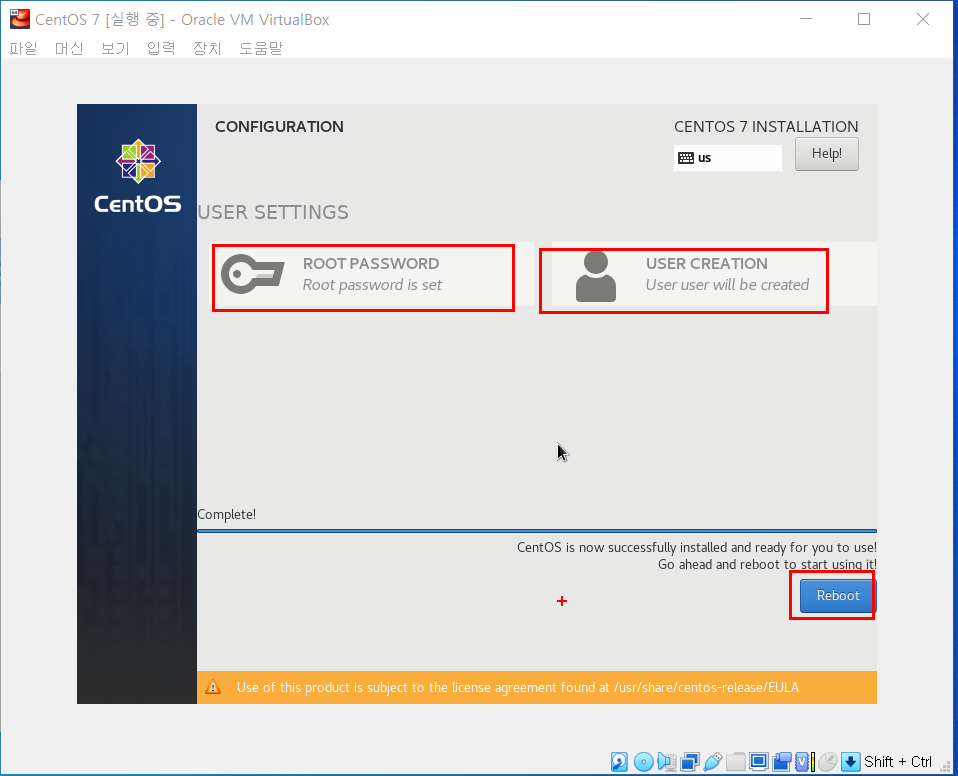 CentOS 7 [실행 중] - Oracle VM VirtualBox
파일 머신 보기 입력 장치 도움말
CONFIGURATION
CENTOS 7 INSTALLATION
us
Help!
CentOS
USER SETTINGS
ROOT PASSWORD
Root password is set
USER CREATION
User user will be created
Complete!
CentOS is now successfully installed and ready for you to use!
Go ahead and reboot to start using it!
Reboot
Use of this product is subject to the license agreement found at /usr/share/centos-release/EULA
Shift + Ctrl